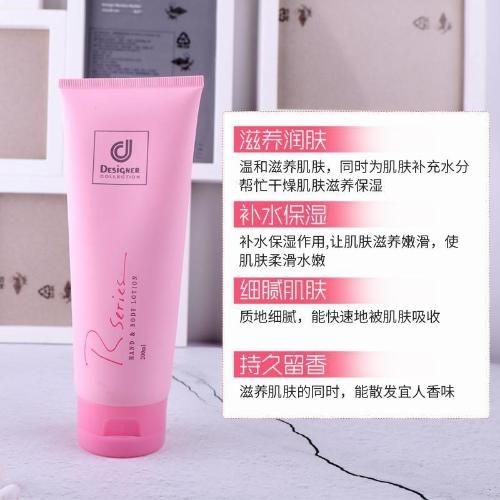 DESIGNER
COLLECTION
R series
HAND & BODY LOTION
200ml
滋养润肤
温和滋养肌肤，同时为肌肤补充水分
帮忙干燥肌肤滋养保湿
补水保湿
补水保湿作用,让肌肤滋养嫩滑，使
肌肤柔滑水嫩
细腻肌肤
质地细腻，能快速地被肌肤吸收
持久留香
滋养肌肤的同时，能散发宜人香味